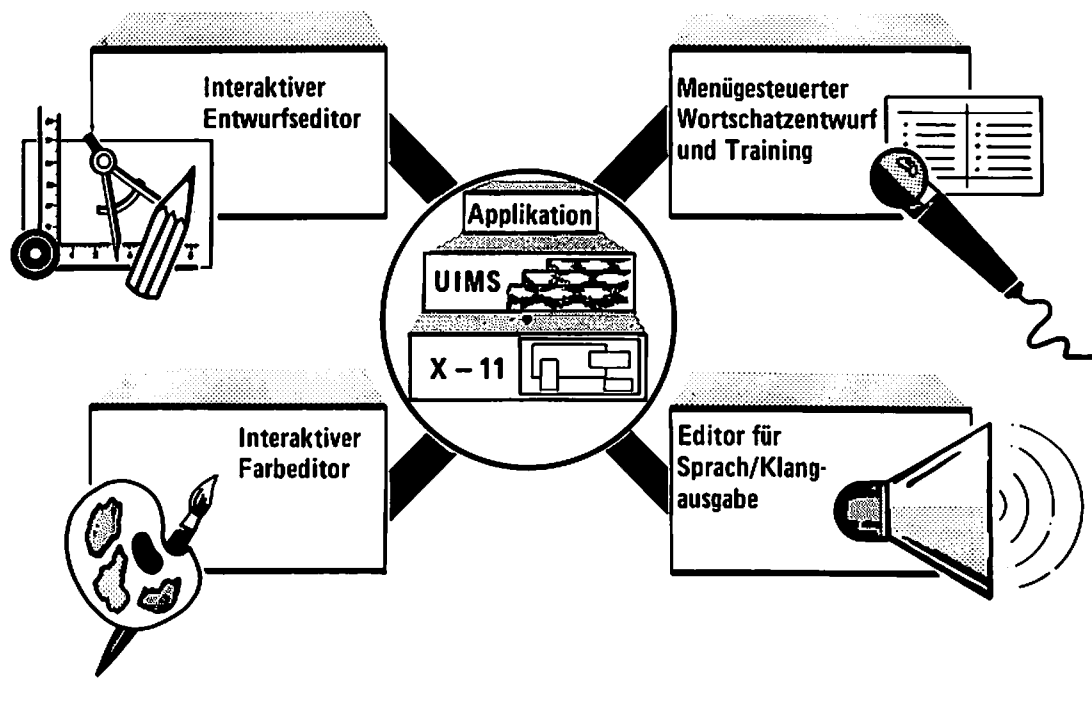 Interaktiver
Entwurfseditor
Menügesteuerter
Wortschatzentwurf
und Training
Applikation
UIMS
X – 11
Interaktiver
Farbeditor
Editor für
Sprach/Klang-
ausgabe